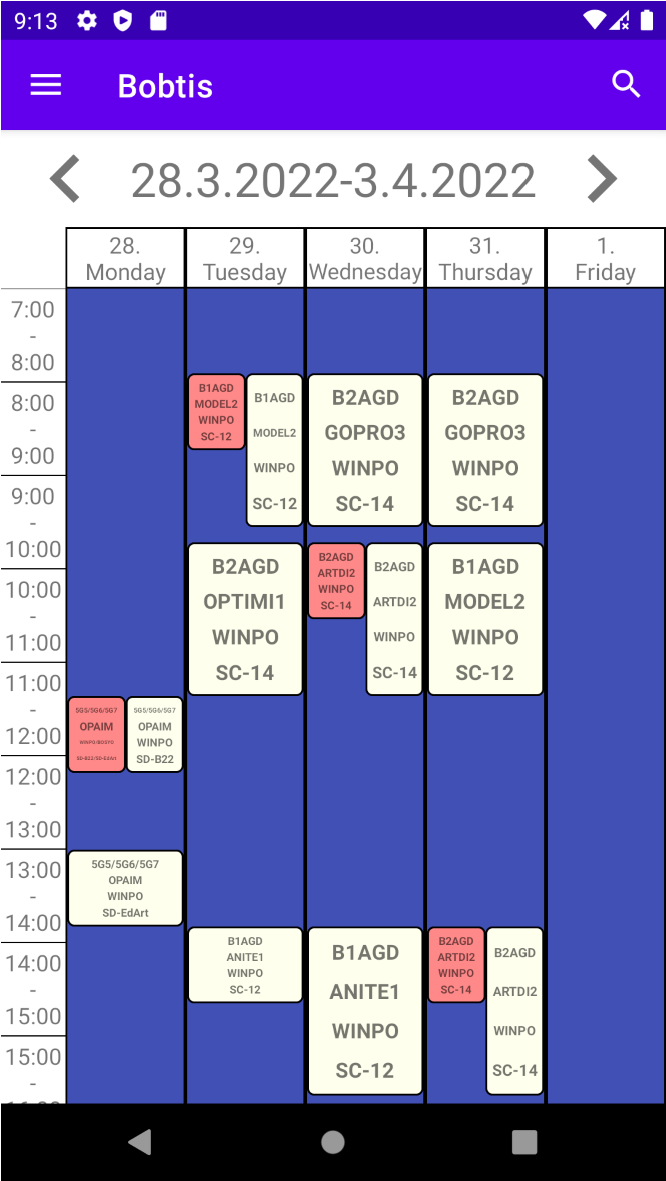 9:13
Bobtis
28.3.2022-3.4.2022
28.
Monday
29.
Tuesday
30.
Wednesday
31.
Thursday
1.
Friday
7:00
-
8:00
8:00
-
9:00
9:00
-
10:00
10:00
-
11:00
11:00
-
12:00
12:00
-
13:00
13:00
-
14:00
14:00
-
15:00
15:00
-
5G5/5G6/5G7
OPAIM
WINPO/BOSYO
SD-B22/SD-EdArt
5G5/5G6/5G7
OPAIM
WINPO
SD-B22
5G5/5G6/5G7
OPAIM
WINPO
SD-EdArt
B1AGD
MODEL2
WINPO
SC-12
B1AGD
MODEL2
WINPO
SC-12
B2AGD
OPTIMI1
WINPO
SC-14
B1AGD
ANITE1
WINPO
SC-12
B2AGD
GOPRO3
WINPO
SC-14
B2AGD
ARTDI2
WINPO
SC-14
B2AGD
ARTDI2
WINPO
SC-14
B1AGD
ANITE1
WINPO
SC-12
B2AGD
GOPRO3
WINPO
SC-14
B1AGD
MODEL2
WINPO
SC-12
B2AGD
ARTDI2
WINPO
SC-14
B2AGD
ARTDI2
WINPO
SC-14